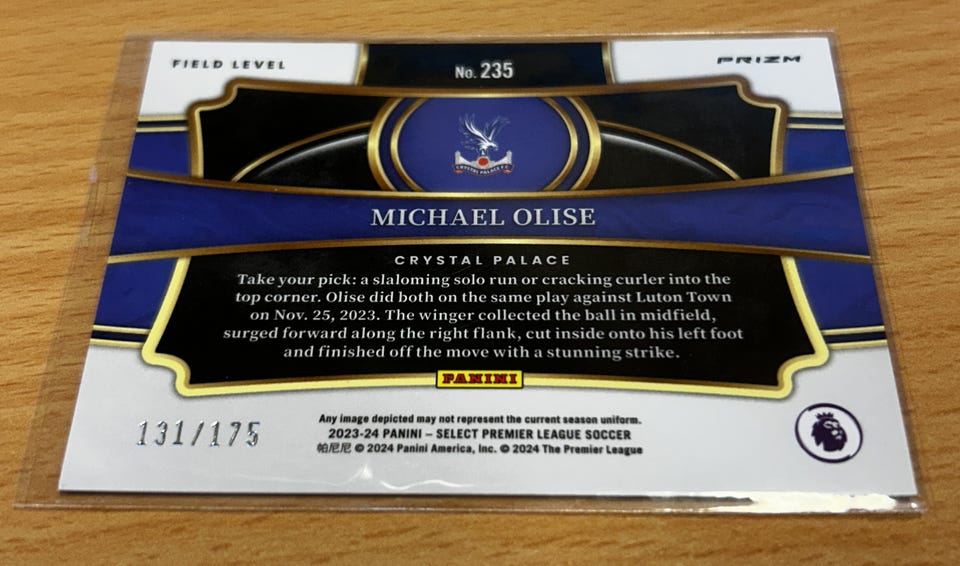 FIELD LEVEL
No. 235
PRIZM
CRYSTAL PALACE F.C.
MICHAEL OLISE
CRYSTAL PALACE
Take your pick: a slaloming solo run or cracking curler into the
top corner. Olise did both on the same play against Luton Town
on Nov. 25, 2023. The winger collected the ball in midfield,
surged forward along the right flank, cut inside onto his left foot
and finished off the move with a stunning strike.
PANINI
131/175
Any image depicted may not represent the current season uniform.
2023-24 PANINI – SELECT PREMIER LEAGUE SOCCER
帕尼尼 © 2024 Panini America, Inc. © 2024 The Premier League